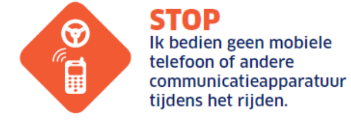 STOP
Ik bedien geen mobiele
telefoon of andere
communicatieapparatuur
tijdens het rijden.